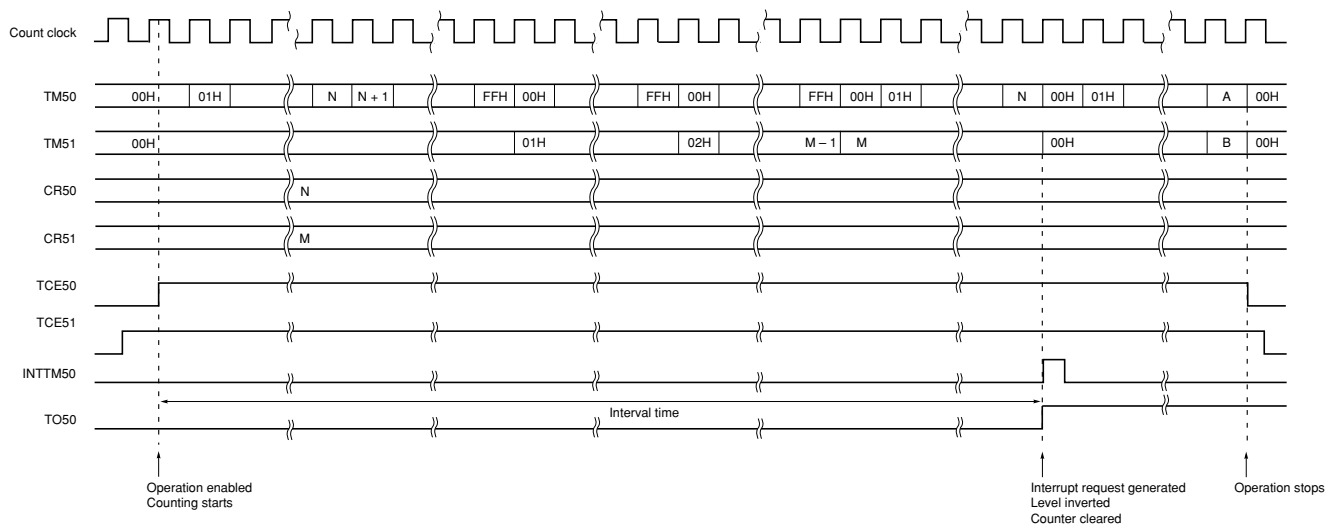 Count clock
TM50 00H 01H N N + 1 FFH 00H FFH 00H FFH 00H 01H N 00H 01H A 00H
TM51 00H 01H 02H M – 1 M 00H B 00H
CR50 N
CR51 M
TCE50
TCE51
INTTM50
Interval time
TO50
Operation enabled
Counting starts
Interrupt request generated
Level inverted
Counter cleared
Operation stops